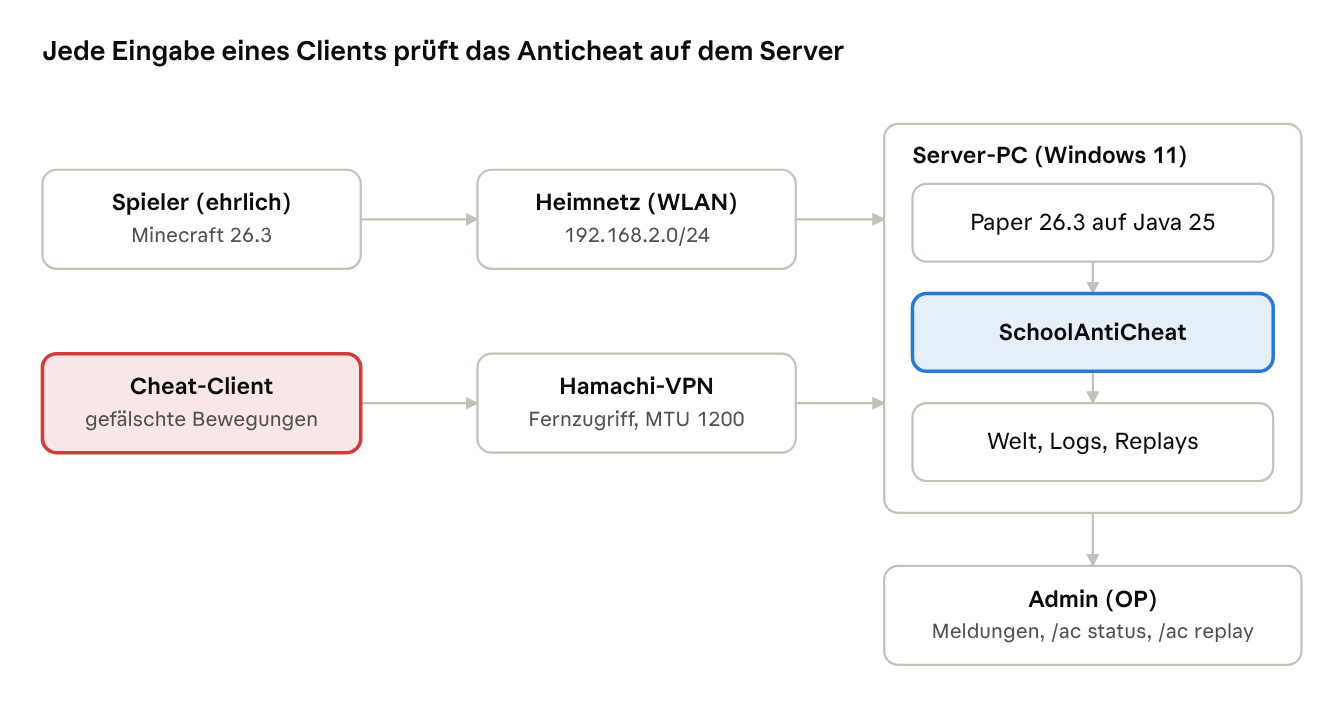 Jede Eingabe eines Clients prüft das Anticheat auf dem Server
Spieler (ehrlich)
Minecraft 26.3
Heimnetz (WLAN)
192.168.2.0/24
Server-PC (Windows 11)
Paper 26.3 auf Java 25
SchoolAntiCheat
Welt, Logs, Replays
Cheat-Client
gefälschte Bewegungen
Hamachi-VPN
Fernzugriff, MTU 1200
Admin (OP)
Meldungen, /ac status, /ac replay